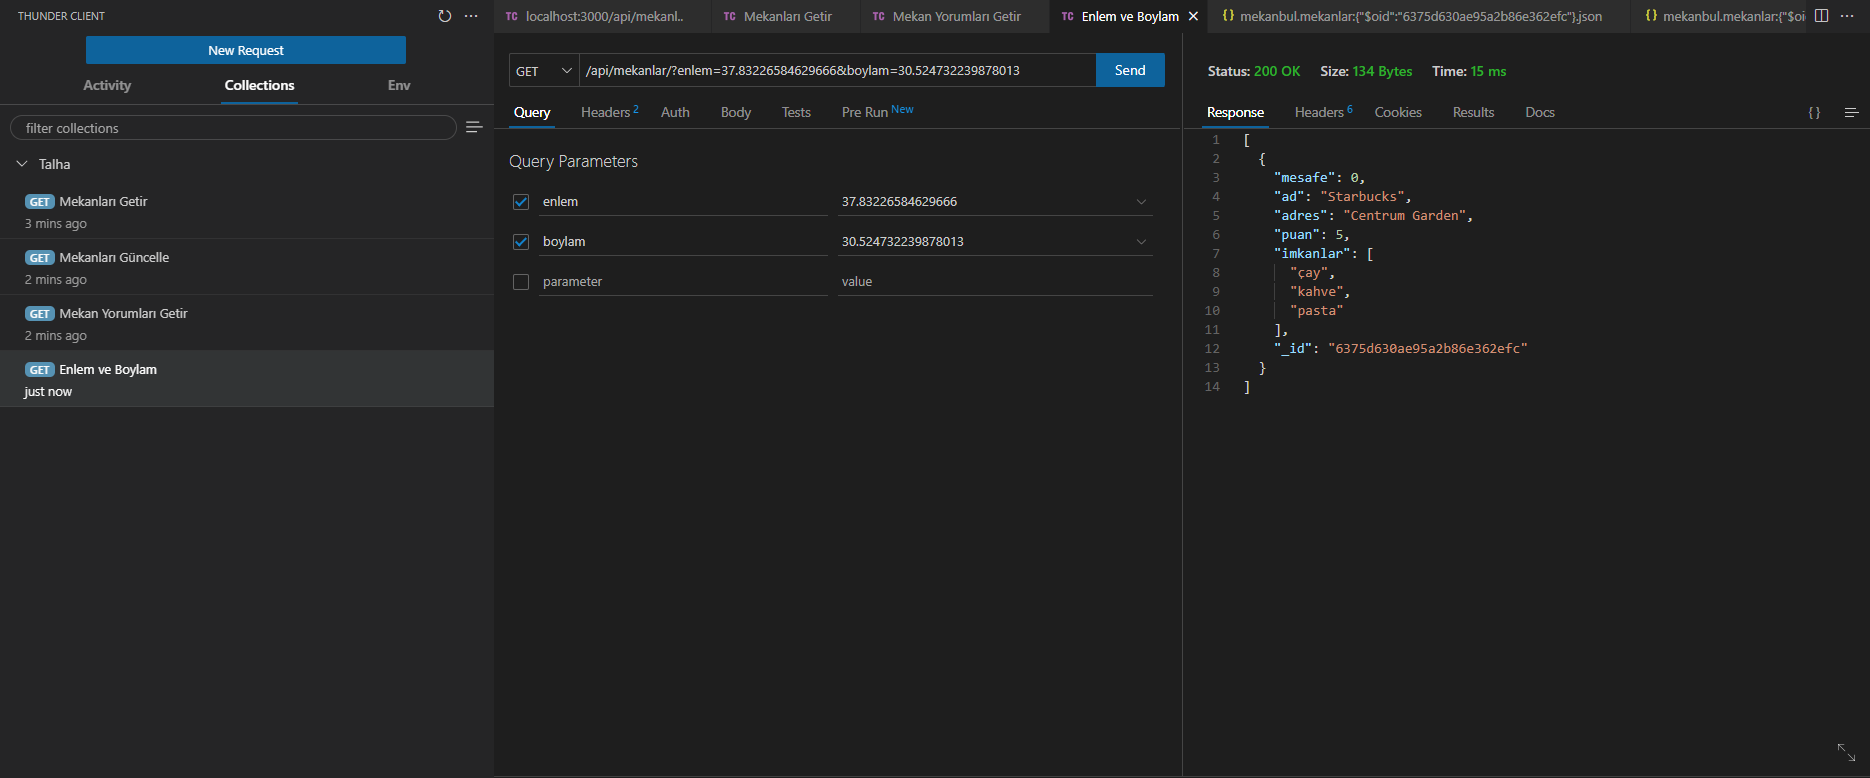 THUNDER CLIENT
New Request
Activity Collections Env
filter collections
Talha
GET Mekanları Getir
3 mins ago
GET Mekanları Güncelle
2 mins ago
GET Mekan Yorumları Getir
2 mins ago
GET Enlem ve Boylam
just now
TC localhost:3000/api/mekanl.. TC Mekanları Getir TC Mekan Yorumları Getir TC Enlem ve Boylam {} mekanbul.mekanlar:{"$oid":"6375d630ae95a2b86e362efc"}.json {} mekanbul.mekanlar:{"$oi
GET /api/mekanlar/?enlem=37.83226584629666&boylam=30.524732239878013 Send
Query Headers 2 Auth Body Tests Pre Run New
Query Parameters
enlem 37.83226584629666
boylam 30.524732239878013
parameter value
Status: 200 OK Size: 134 Bytes Time: 15 ms
Response Headers 6 Cookies Results Docs { }
1 [
2 {
3 "mesafe": 0,
4 "ad": "Starbucks",
5 "adres": "Centrum Garden",
6 "puan": 5,
7 "imkanlar": [
8 "çay",
9 "kahve",
10 "pasta"
11 ],
12 "_id": "6375d630ae95a2b86e362efc"
13 }
14 ]